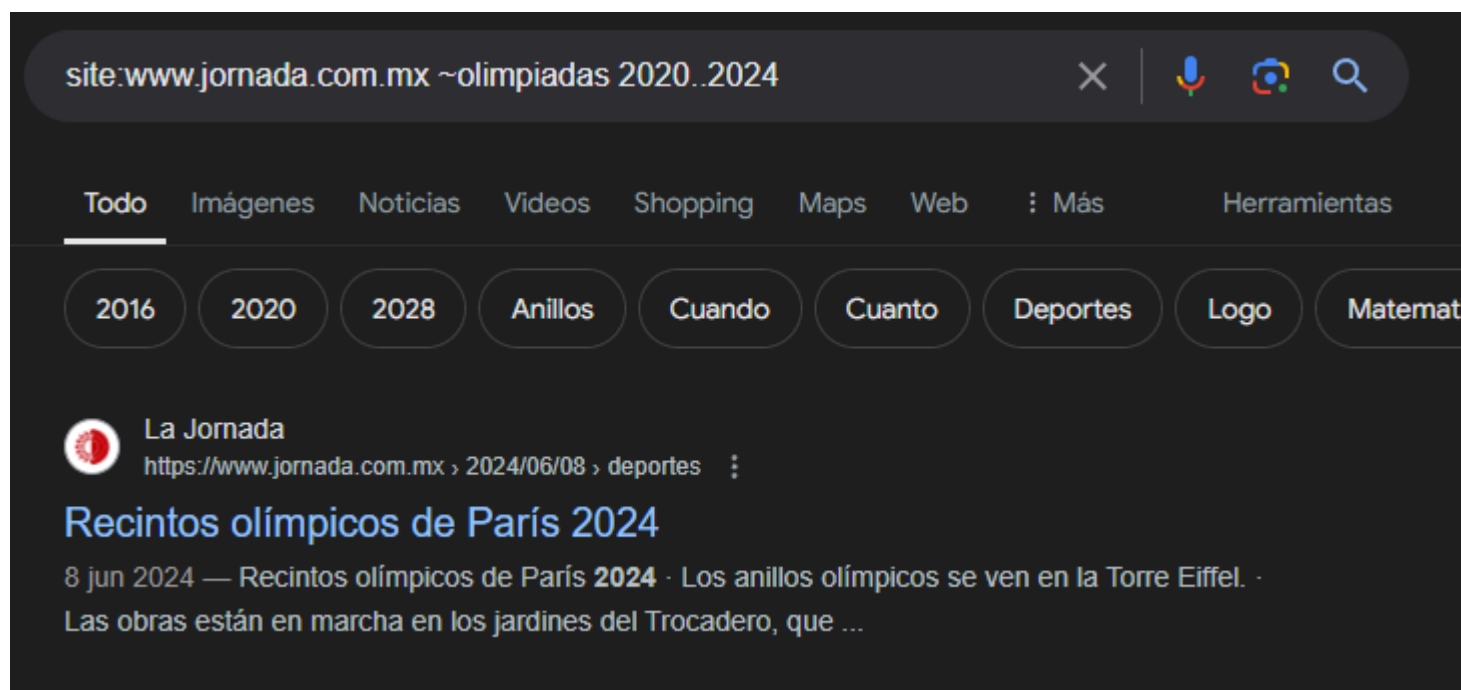 site:www.jornada.com.mx ~olimpiadas 2020..2024
Todo Imágenes Noticias Videos Shopping Maps Web Más Herramientas
2016 2020 2028 Anillos Cuando Cuanto Deportes Logo Matemat
La Jornada
https://www.jornada.com.mx › 2024/06/08 › deportes
Recintos olímpicos de París 2024
8 jun 2024 — Recintos olímpicos de París 2024 · Los anillos olímpicos se ven en la Torre Eiffel. ·
Las obras están en marcha en los jardines del Trocadero, que ...